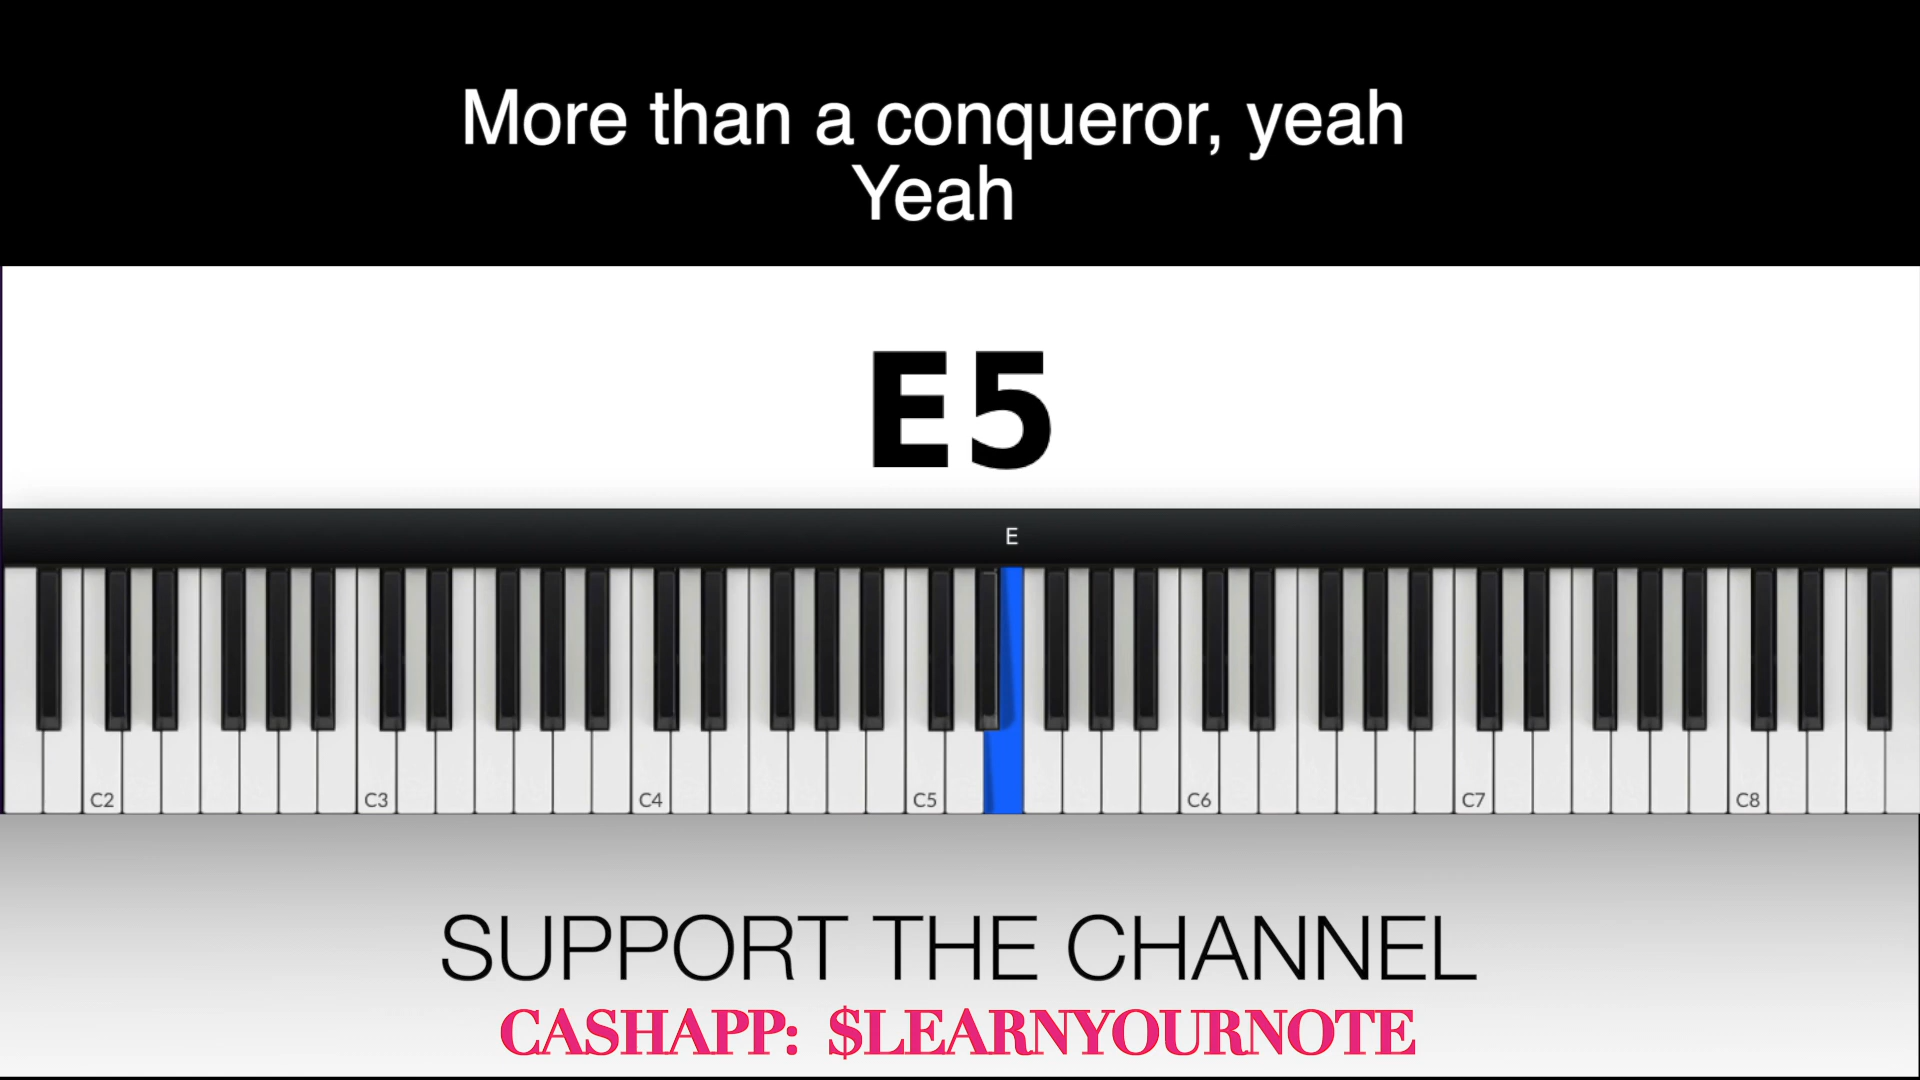 More than a conqueror, yeah
Yeah
E5
E
C2 C3 C4 C5 C6 C7 C8
SUPPORT THE CHANNEL
CASHAPP: $LEARNYOURNOTE